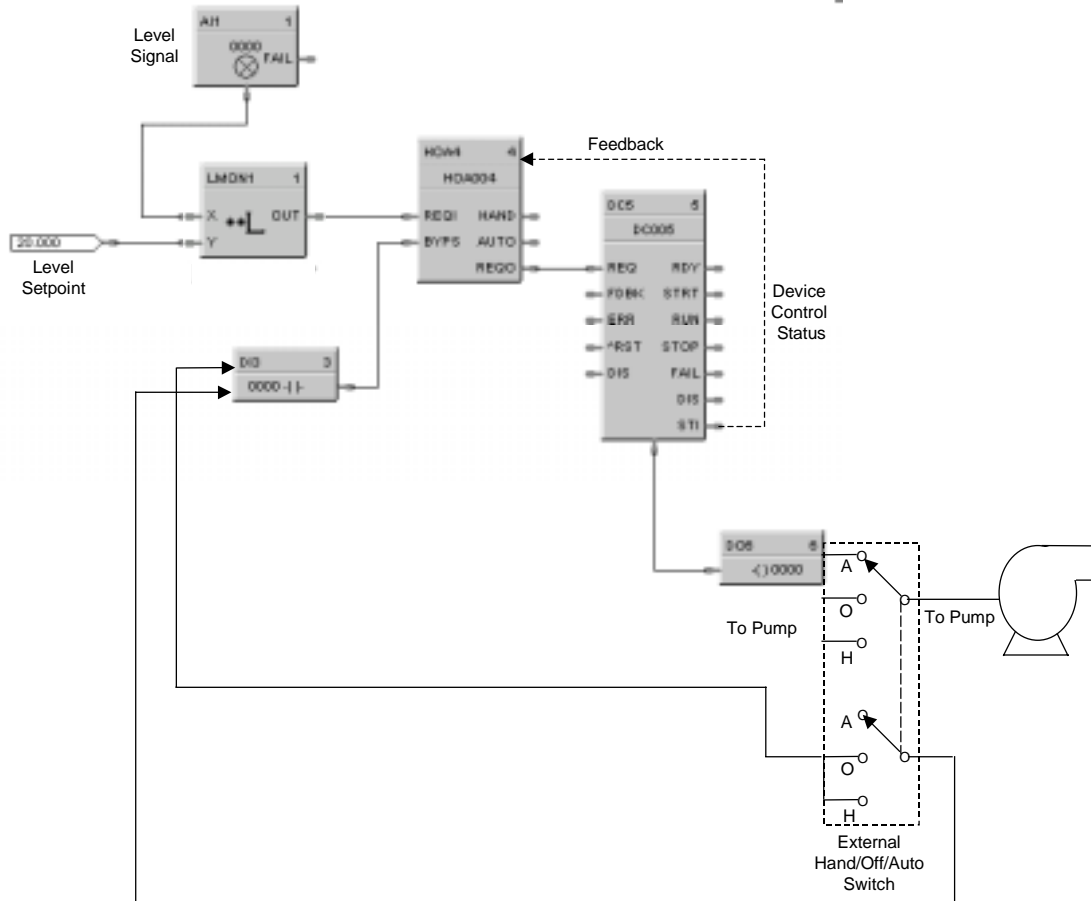 Level
Signal
AI1 1
0000
FAIL
LMON1 1
X OUT
Y
20.000
Level
Setpoint
HOA4 4
HOA004
REQI HAND
BYPS AUTO
REQO
Feedback
DC5 5
DC005
REQ RDY
FDBK STRT
ERR RUN
^RST STOP
DIS FAIL
DIS
STI
Device
Control
Status
DI3 3
0000 -| |-
DO6 6
-( ) 0000
A
O
H
To Pump
To Pump
A
O
H
External
Hand/Off/Auto
Switch